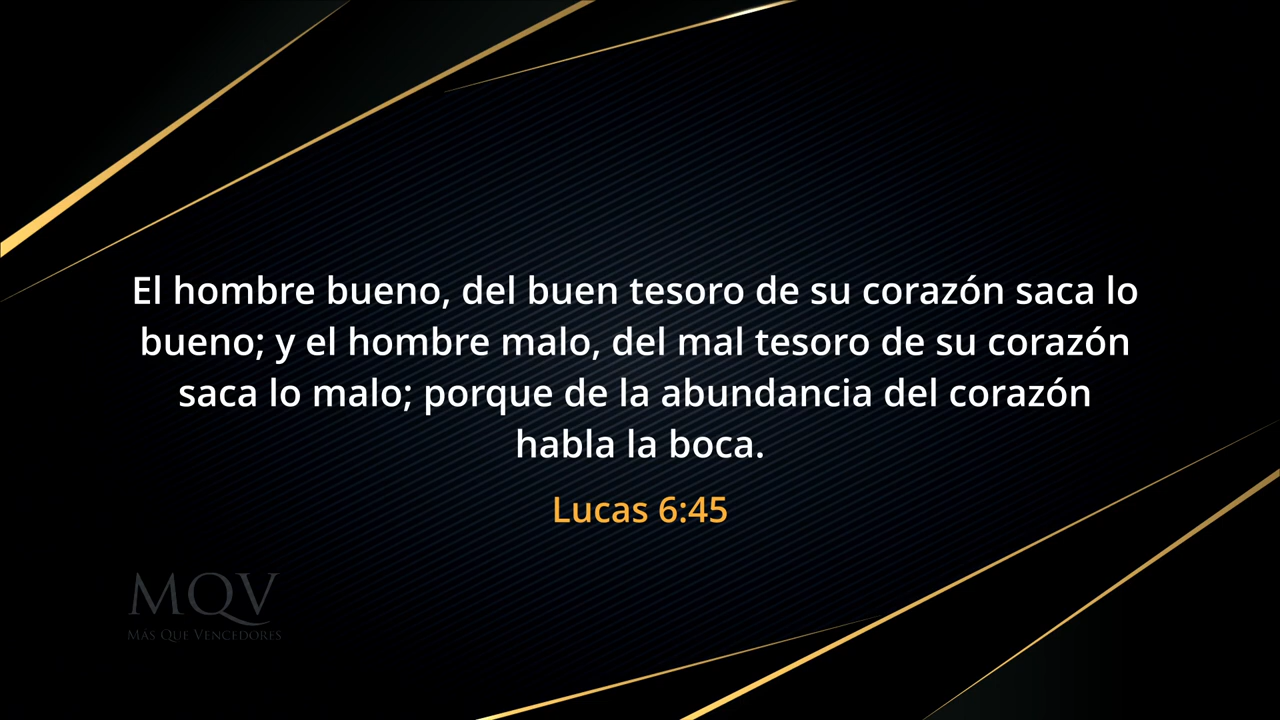 El hombre bueno, del buen tesoro de su corazón saca lo
bueno; y el hombre malo, del mal tesoro de su corazón
saca lo malo; porque de la abundancia del corazón
habla la boca.
Lucas 6:45
MQV
MÁS QUE VENCEDORES